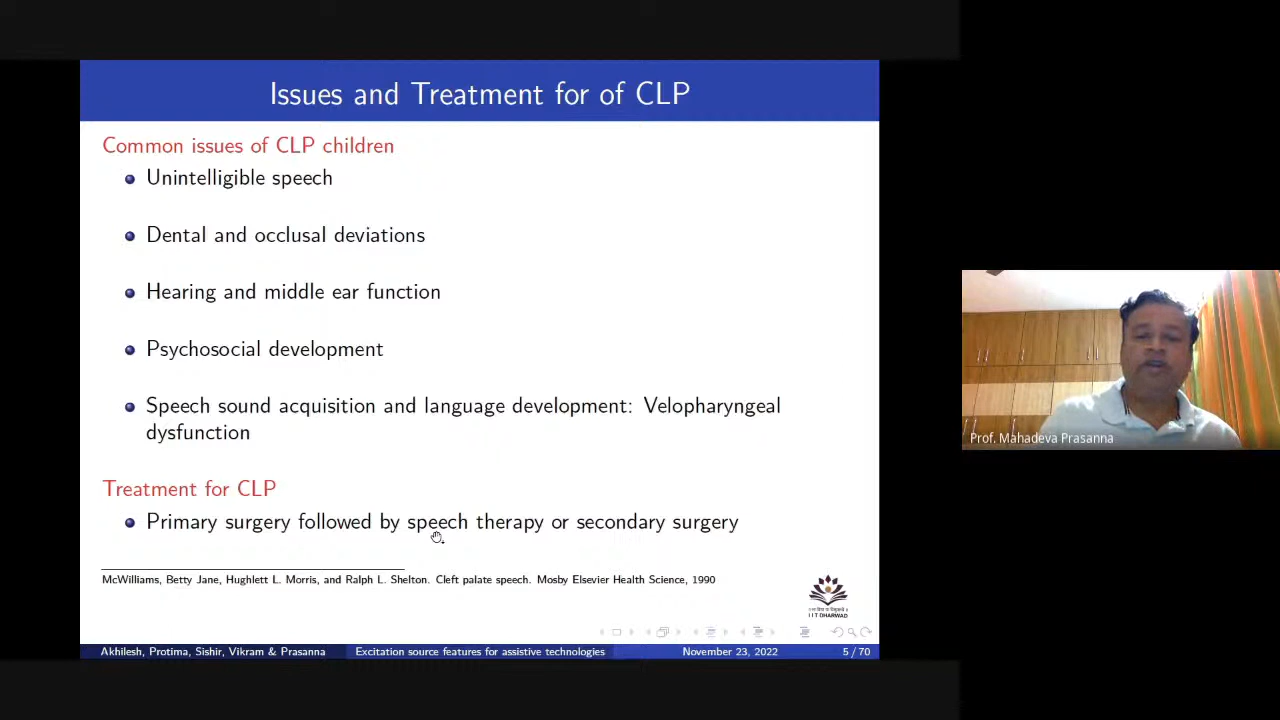 Issues and Treatment for of CLP
Common issues of CLP children
Unintelligible speech
Dental and occlusal deviations
Hearing and middle ear function
Psychosocial development
Speech sound acquisition and language development: Velopharyngeal
dysfunction
Treatment for CLP
Primary surgery followed by speech therapy or secondary surgery
McWilliams, Betty Jane, Hughlett L. Morris, and Ralph L. Shelton. Cleft palate speech. Mosby Elsevier Health Science, 1990
IIT DHARWAD
Akhilesh, Protima, Sishir, Vikram & Prasanna Excitation source features for assistive technologies November 23, 2022 5 / 70
Prof. Mahadeva Prasanna